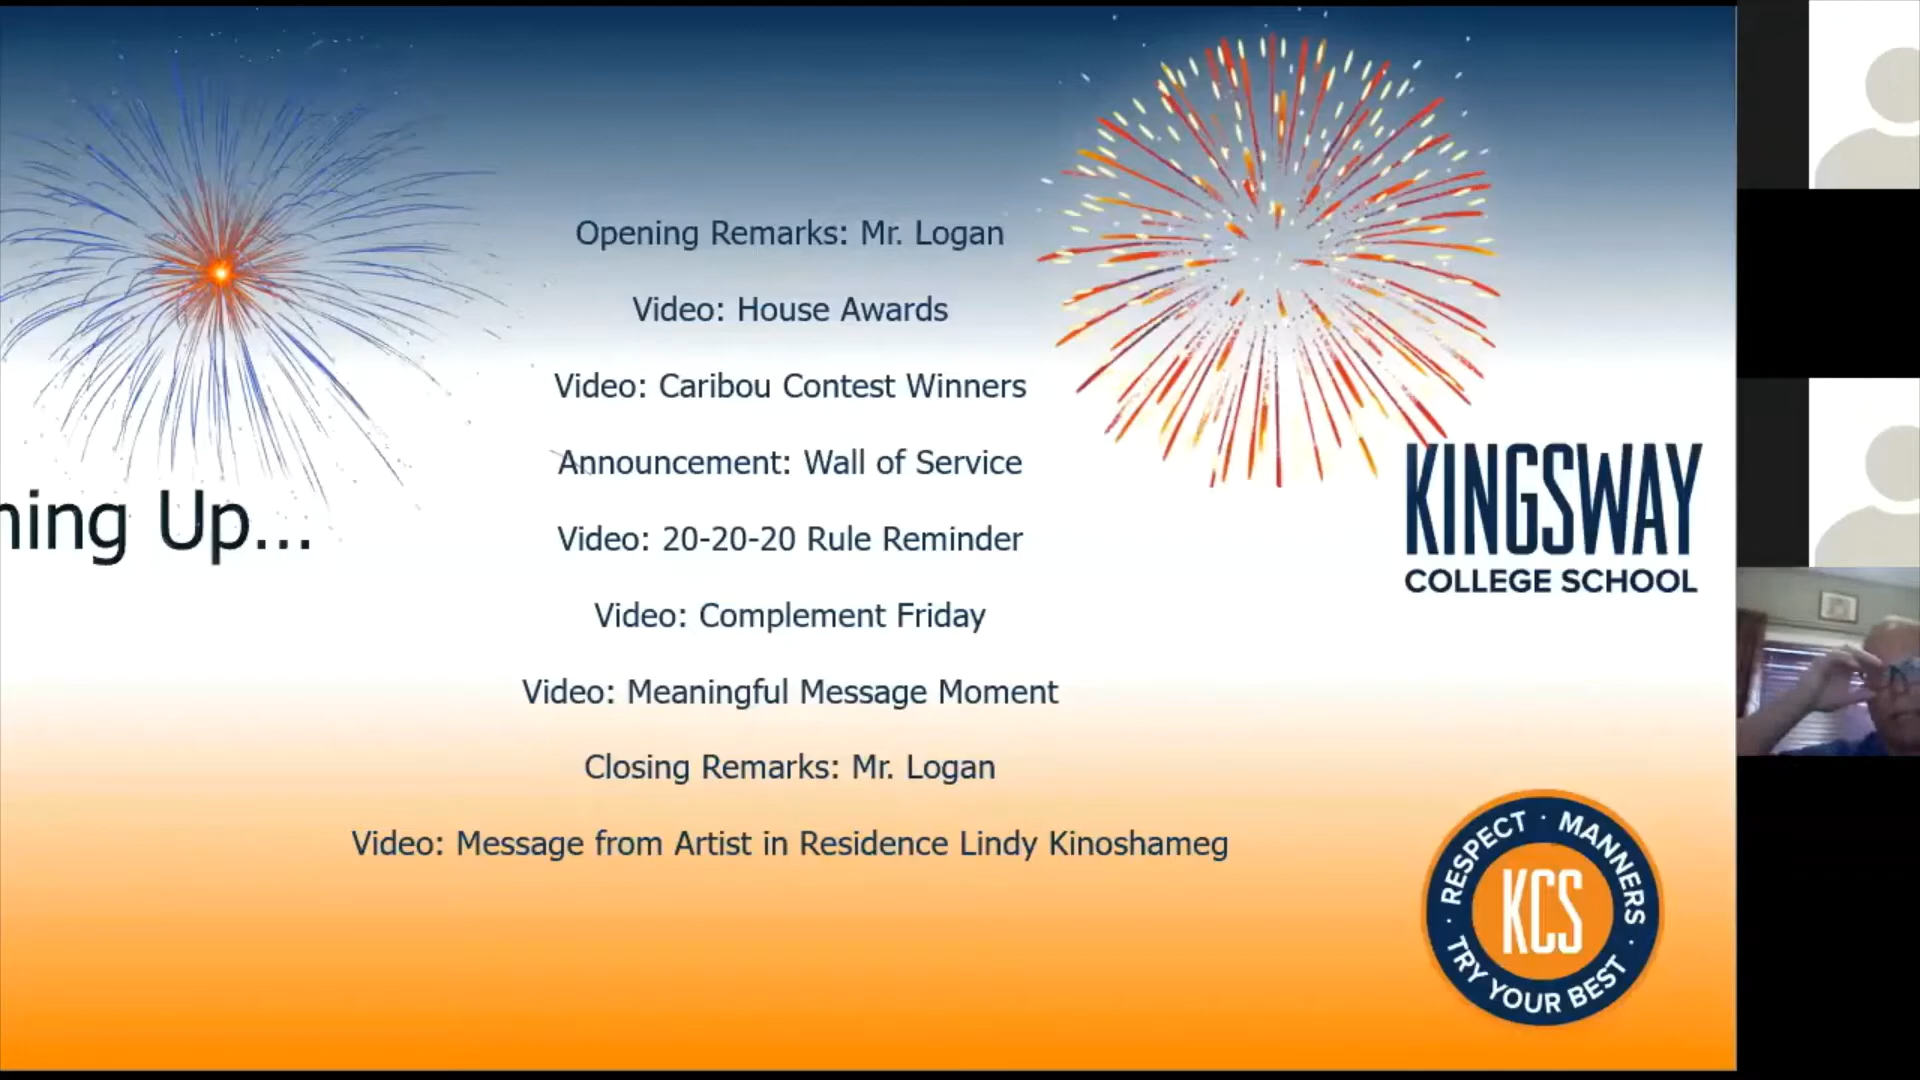 Opening Remarks: Mr. Logan
Video: House Awards
Video: Caribou Contest Winners
Announcement: Wall of Service
Video: 20-20-20 Rule Reminder
Video: Complement Friday
Video: Meaningful Message Moment
Closing Remarks: Mr. Logan
Video: Message from Artist in Residence Lindy Kinoshameg
ning Up...
KINGSWAY
COLLEGE SCHOOL
RESPECT · MANNERS · TRY YOUR BEST ·
KCS